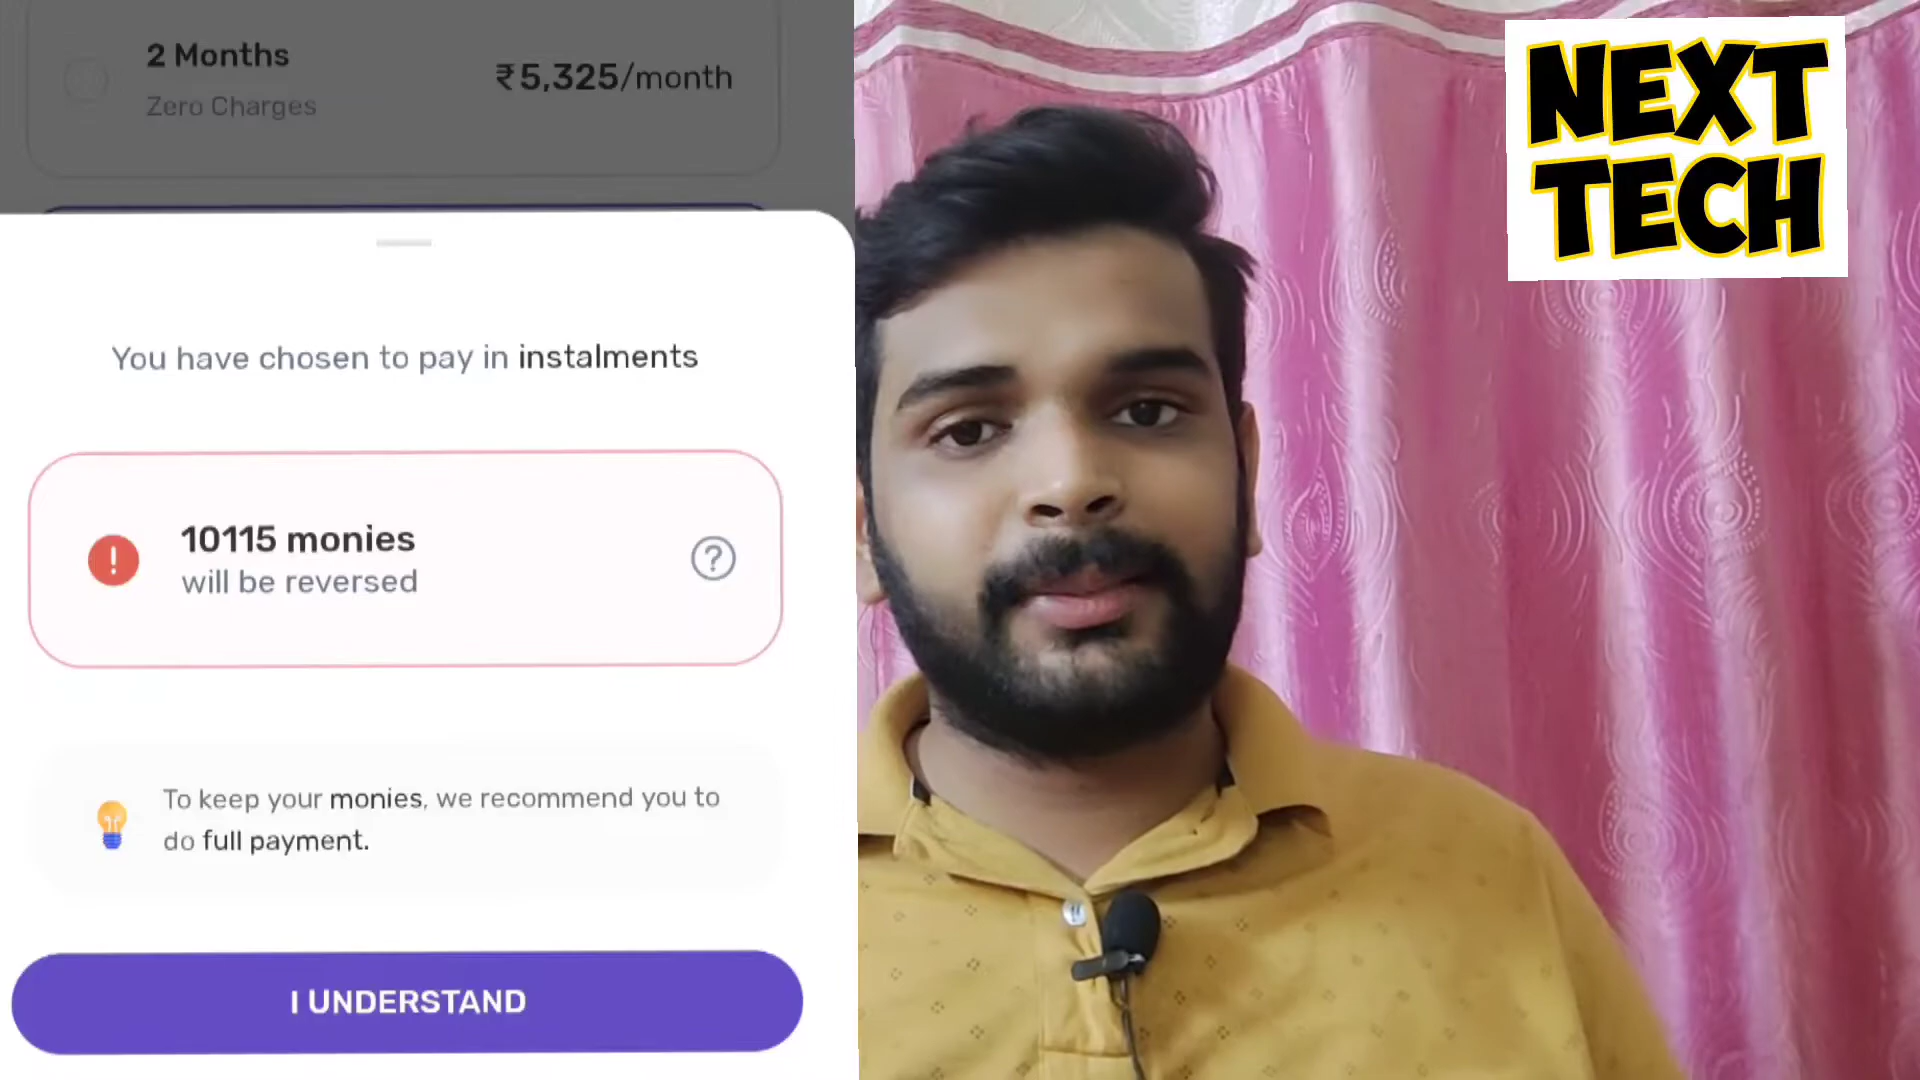 2 Months
₹5,325/month
Zero Charges
You have chosen to pay in instalments
10115 monies
will be reversed
To keep your monies, we recommend you to
do full payment.
I UNDERSTAND
NEXT
TECH